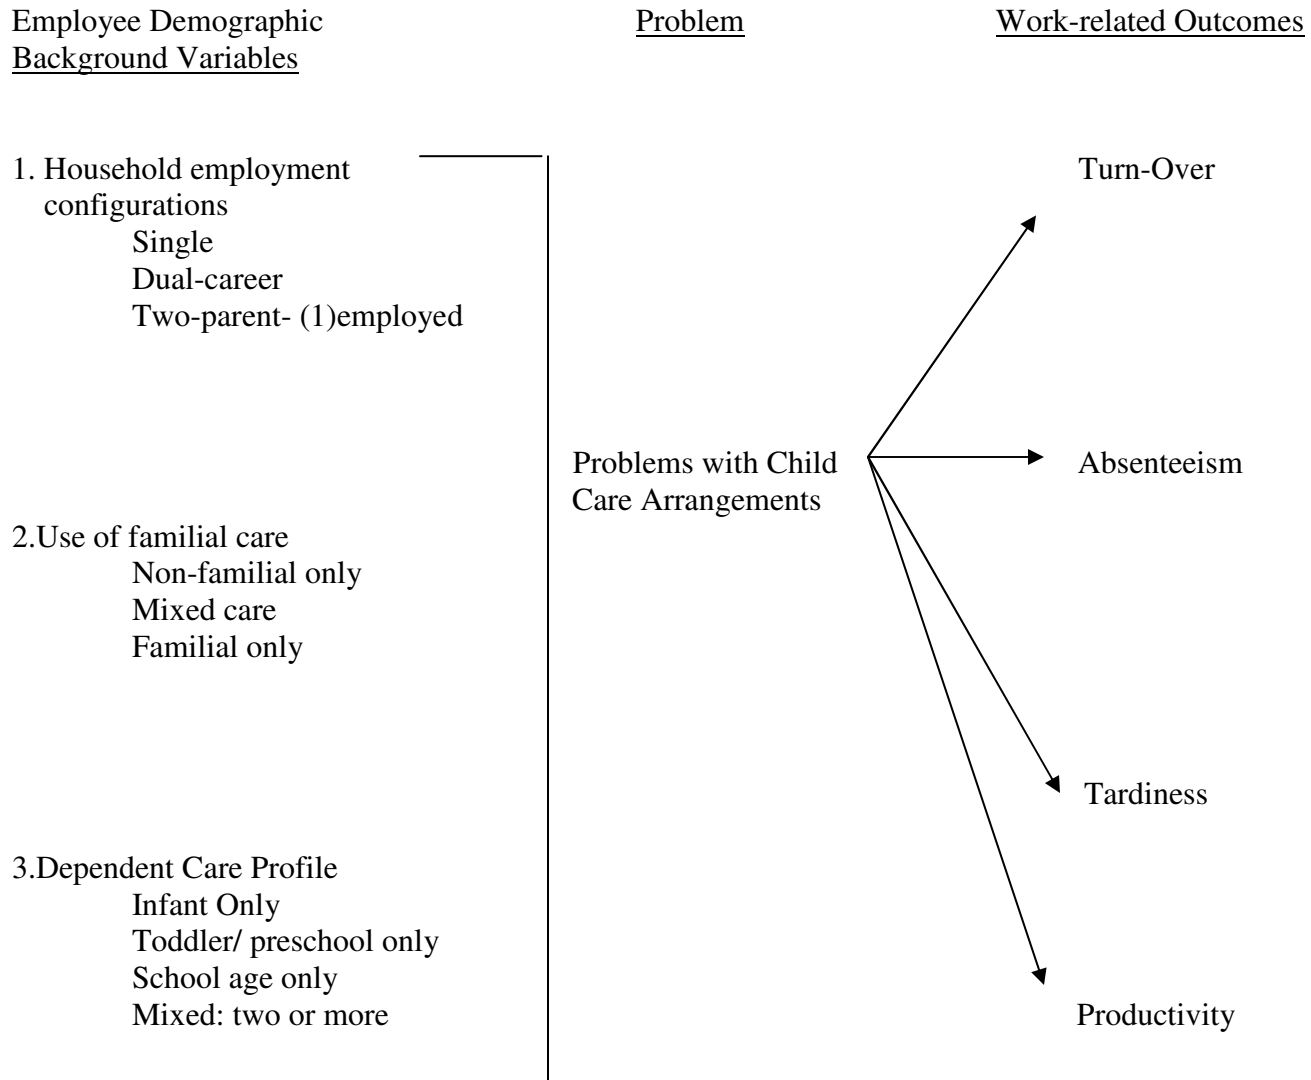 Employee Demographic
Background Variables
Problem
Work-related Outcomes
1. Household employment
configurations
Single
Dual-career
Two-parent- (1)employed
2.Use of familial care
Non-familial only
Mixed care
Familial only
3.Dependent Care Profile
Infant Only
Toddler/ preschool only
School age only
Mixed: two or more
Problems with Child
Care Arrangements
Turn-Over
Absenteeism
Tardiness
Productivity